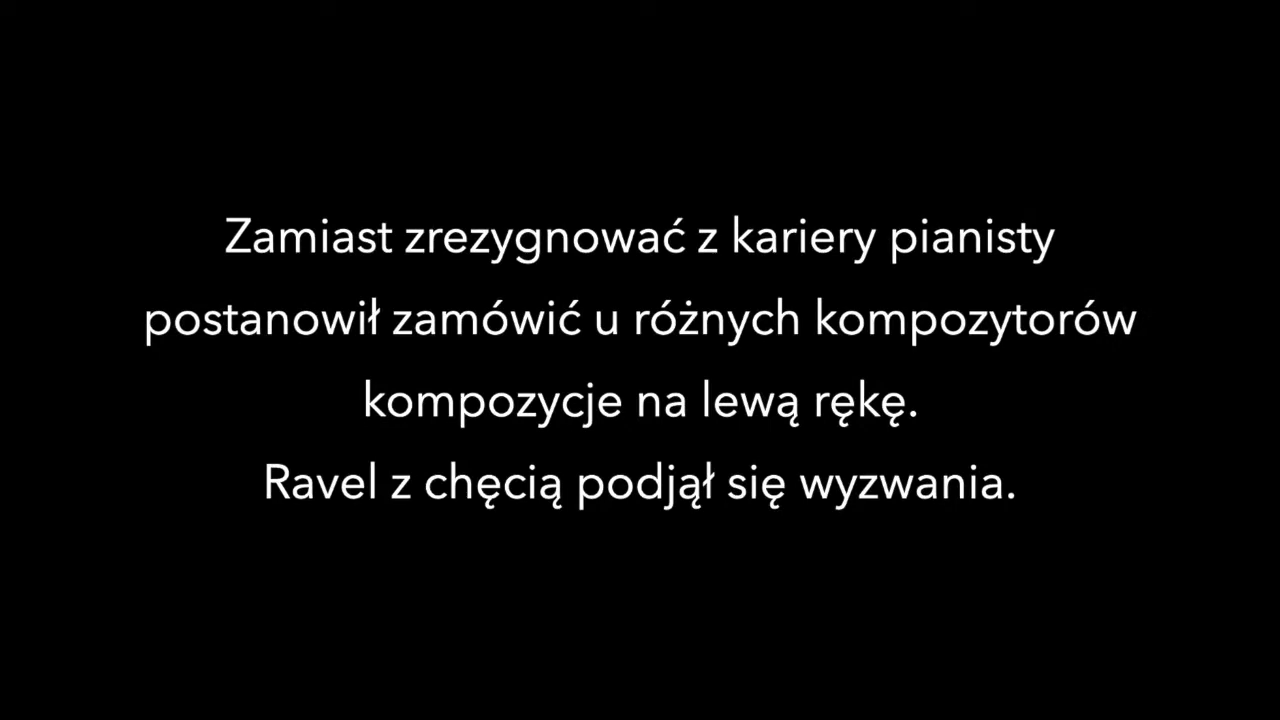 Zamiast zrezygnować z kariery pianisty
postanowił zamówić u różnych kompozytorów
kompozycje na lewą rękę.
Ravel z chęcią podjął się wyzwania.